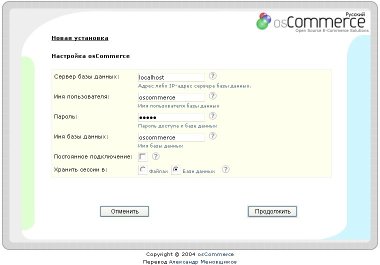 Русский
osCommerce
Open Source E-Commerce Solutions
Новая установка
Настройка osCommerce
Сервер базы данных: localhost
Адрес либо IP-адрес сервера базы данных.
Имя пользователя: oscommerce
Имя пользователя базы данных
Пароль: •••••
Пароль доступа к базе данных
Имя базы данных: oscommerce
Имя базы данных
Постоянное подключение:
Хранить сессии в: Файлах Базе данных
Отменить Продолжить
Copyright © 2004 osCommerce
Перевод Александр Меновщиков